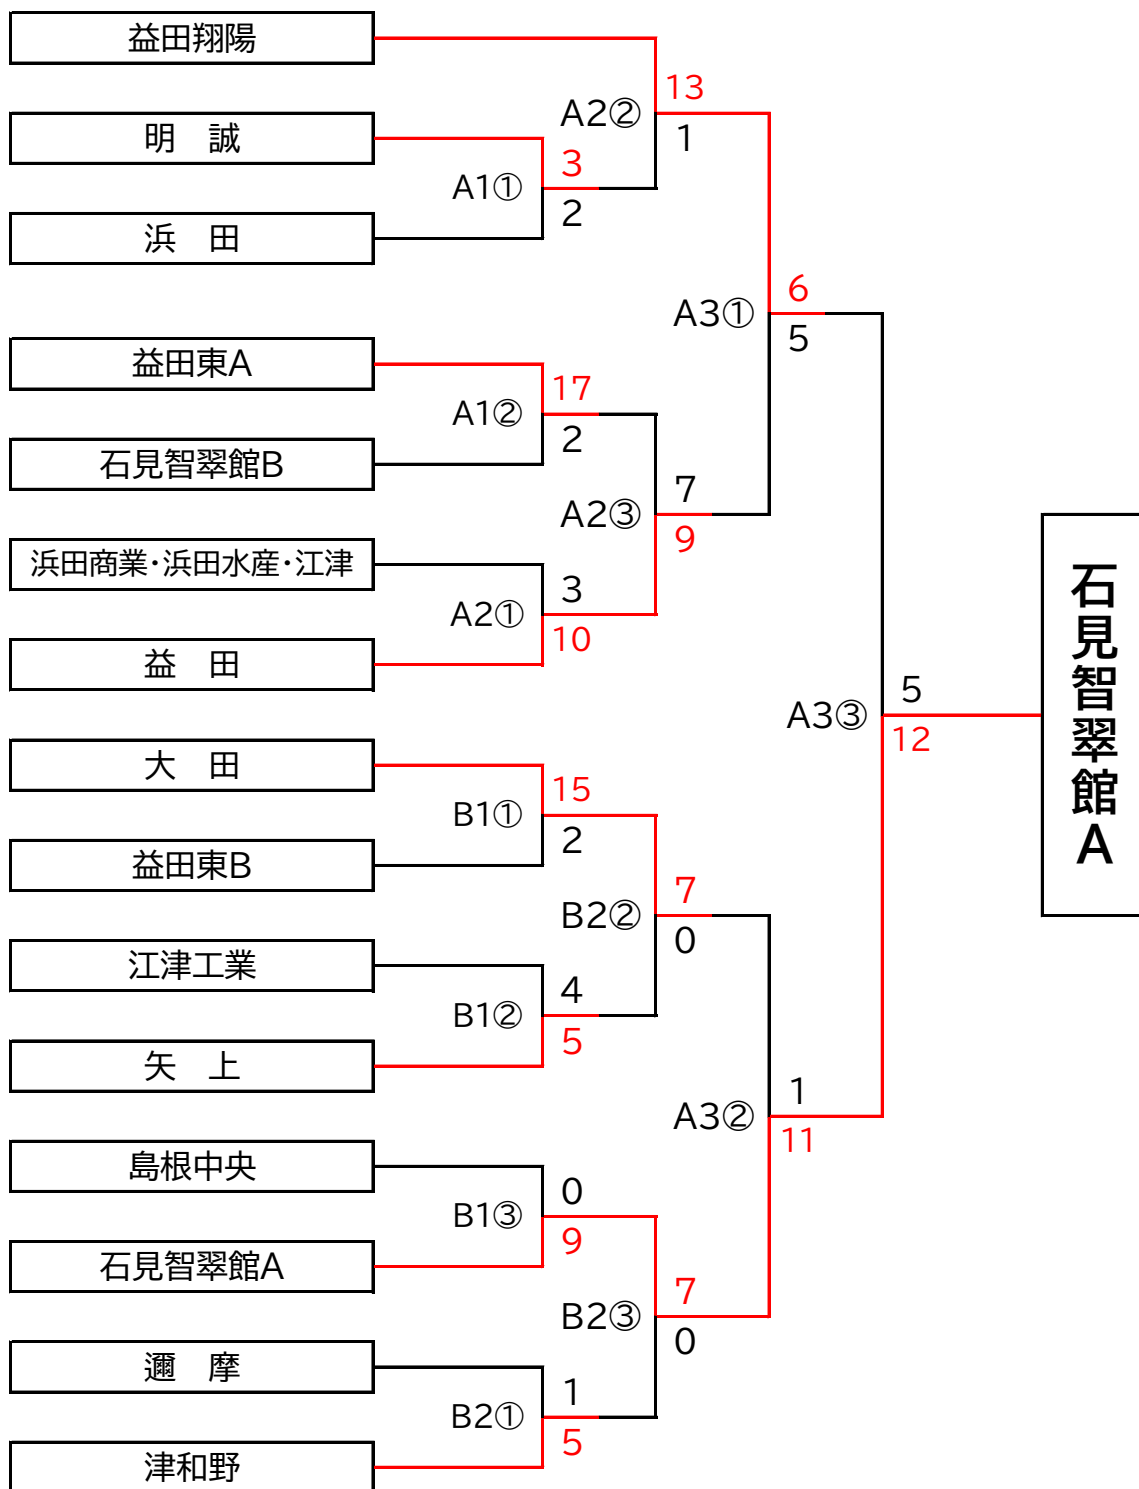 益田翔陽
13
A2②
1
明　誠
3
A1①
2
浜　田
6
A3①
5
益田東A
17
A1②
2
石見智翠館B
7
A2③
9
浜田商業・浜田水産・江津
3
A2①
10
益　田
石見智翠館A
5
A3③
12
大　田
15
B1①
2
益田東B
7
B2②
0
江津工業
4
B1②
5
矢　上
1
A3②
11
島根中央
0
B1③
9
石見智翠館A
7
B2③
0
邇　摩
1
B2①
5
津和野